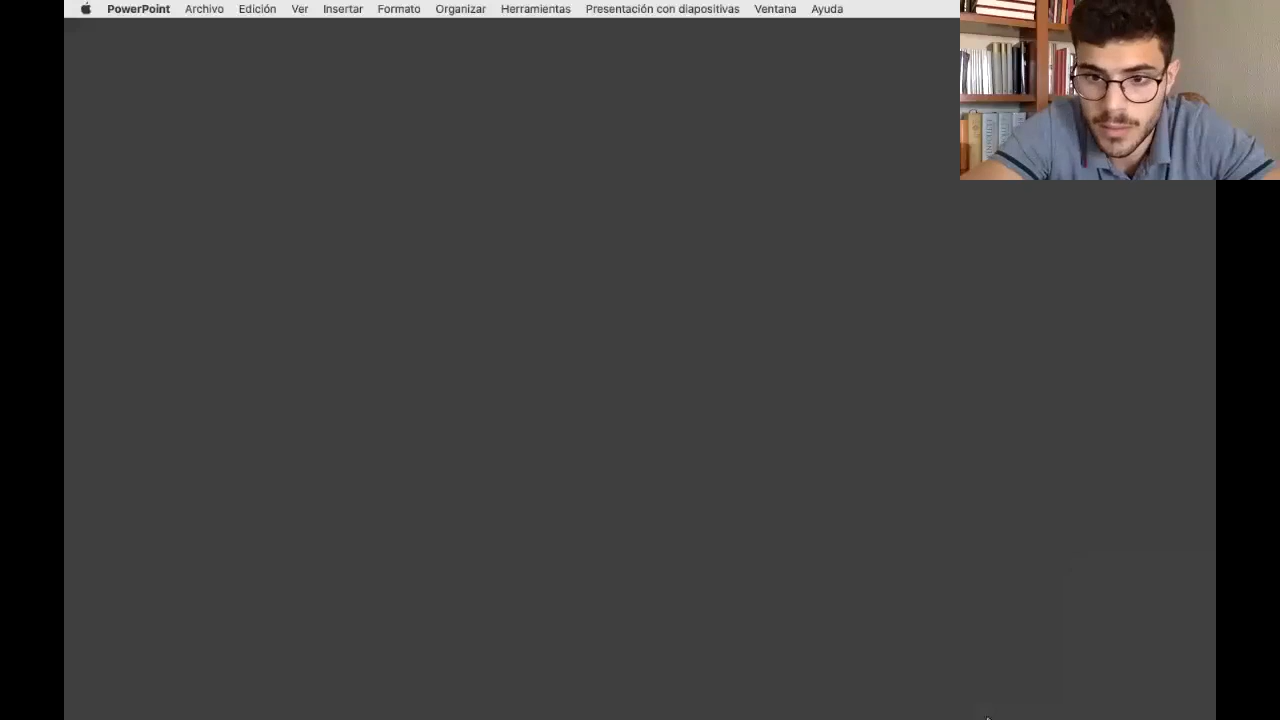 PowerPoint Archivo Edición Ver Insertar Formato Organizar Herramientas Presentación con diapositivas Ventana Ayuda